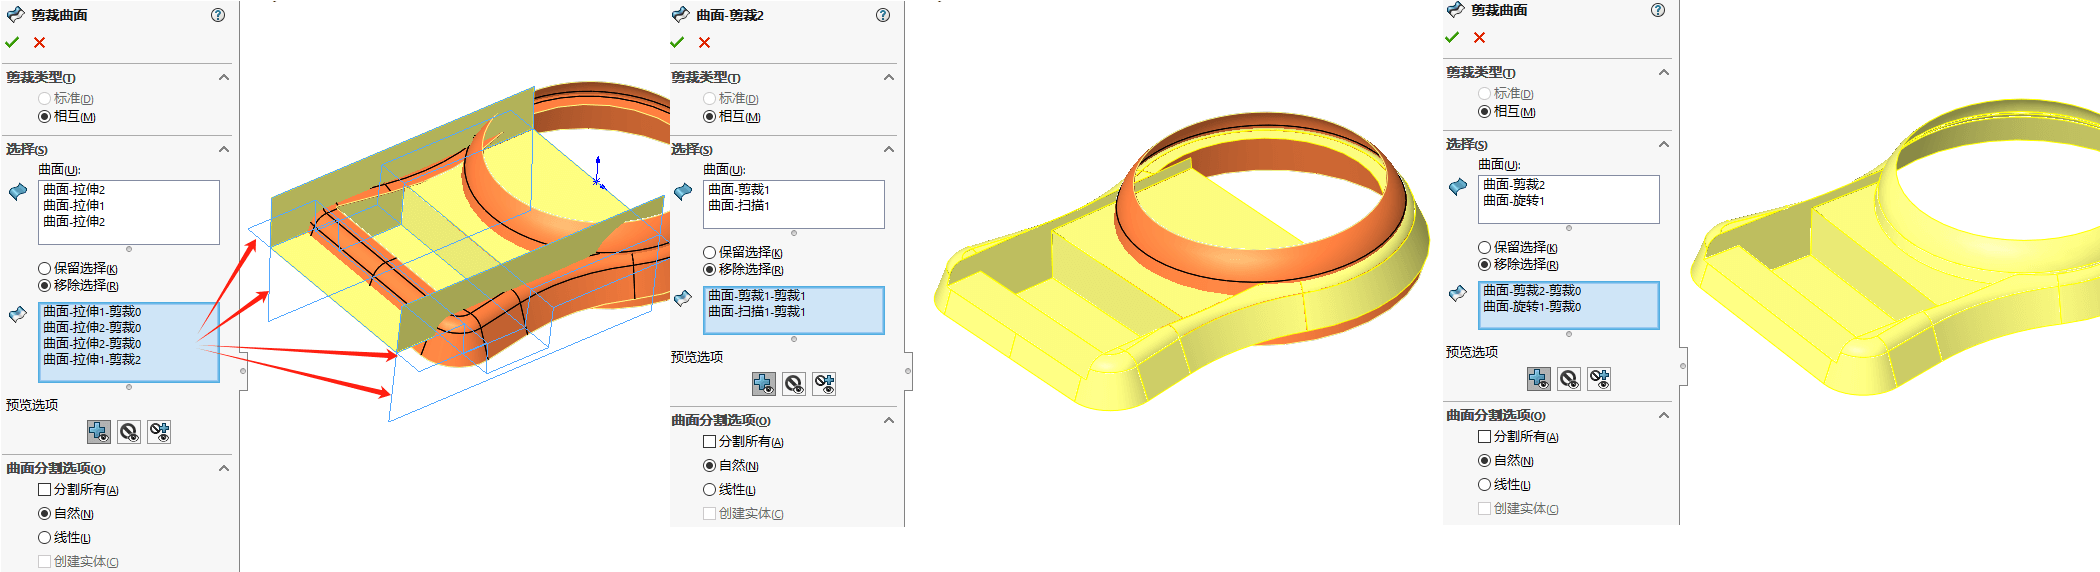 剪裁曲面
剪裁类型(T)
标准(D)
相互(M)
选择(S)
曲面(U):
曲面-拉伸2
曲面-拉伸1
曲面-拉伸2
保留选择(K)
移除选择(R)
曲面-拉伸1-剪裁0
曲面-拉伸2-剪裁0
曲面-拉伸2-剪裁0
曲面-拉伸1-剪裁2
预览选项
曲面分割选项(O)
分割所有(A)
自然(N)
线性(L)
创建实体(C)
曲面-剪裁2
剪裁类型(T)
标准(D)
相互(M)
选择(S)
曲面(U):
曲面-剪裁1
曲面-扫描1
保留选择(K)
移除选择(R)
曲面-剪裁1-剪裁1
曲面-扫描1-剪裁1
预览选项
曲面分割选项(O)
分割所有(A)
自然(N)
线性(L)
创建实体(C)
剪裁曲面
剪裁类型(T)
标准(D)
相互(M)
选择(S)
曲面(U):
曲面-剪裁2
曲面-旋转1
保留选择(K)
移除选择(R)
曲面-剪裁2-剪裁0
曲面-旋转1-剪裁0
预览选项
曲面分割选项(O)
分割所有(A)
自然(N)
线性(L)
创建实体(C)